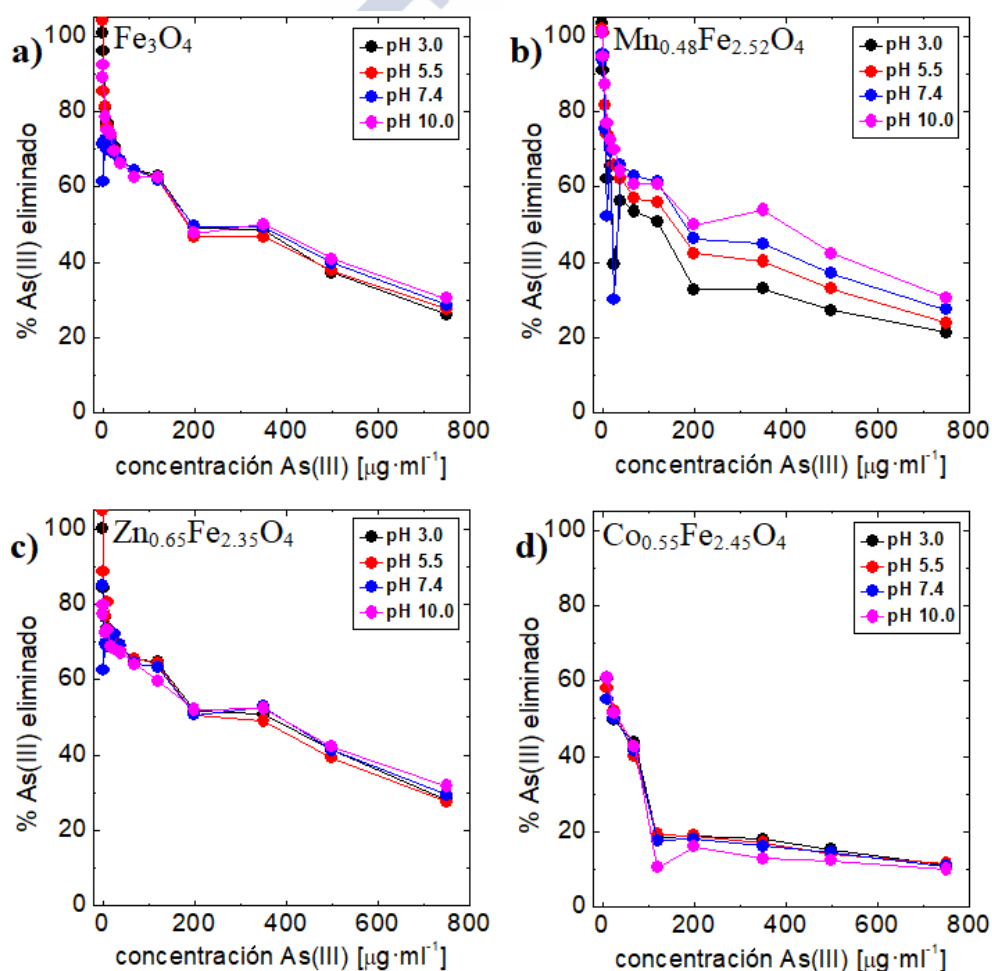 a)
Fe3O4
pH 3.0
pH 5.5
pH 7.4
pH 10.0
% As(III) eliminado
100
80
60
40
20
0
0 200 400 600 800
concentración As(III) [μg·ml⁻¹]
b)
Mn0.48Fe2.52O4
pH 3.0
pH 5.5
pH 7.4
pH 10.0
% As(III) eliminado
100
80
60
40
20
0
0 200 400 600 800
concentración As(III) [μg·ml⁻¹]
c)
Zn0.65Fe2.35O4
pH 3.0
pH 5.5
pH 7.4
pH 10.0
% As(III) eliminado
100
80
60
40
20
0
0 200 400 600 800
concentración As(III) [μg·ml⁻¹]
d)
Co0.55Fe2.45O4
pH 3.0
pH 5.5
pH 7.4
pH 10.0
% As(III) eliminado
100
80
60
40
20
0
0 200 400 600 800
concentración As(III) [μg·ml⁻¹]